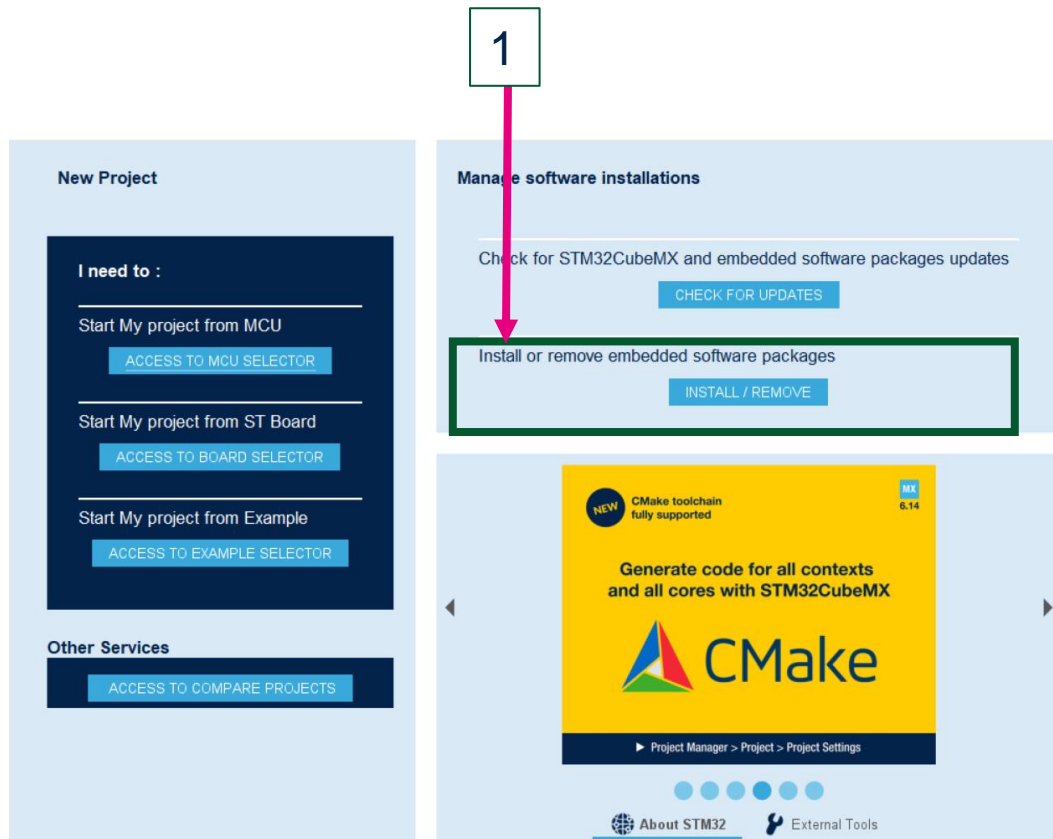 1
New Project
I need to :
Start My project from MCU
ACCESS TO MCU SELECTOR
Start My project from ST Board
ACCESS TO BOARD SELECTOR
Start My project from Example
ACCESS TO EXAMPLE SELECTOR
Other Services
ACCESS TO COMPARE PROJECTS
Manage software installations
Check for STM32CubeMX and embedded software packages updates
CHECK FOR UPDATES
Install or remove embedded software packages
INSTALL / REMOVE
NEW
CMake toolchain
fully supported
MX
6.14
Generate code for all contexts
and all cores with STM32CubeMX
CMake
Project Manager > Project > Project Settings
About STM32
External Tools